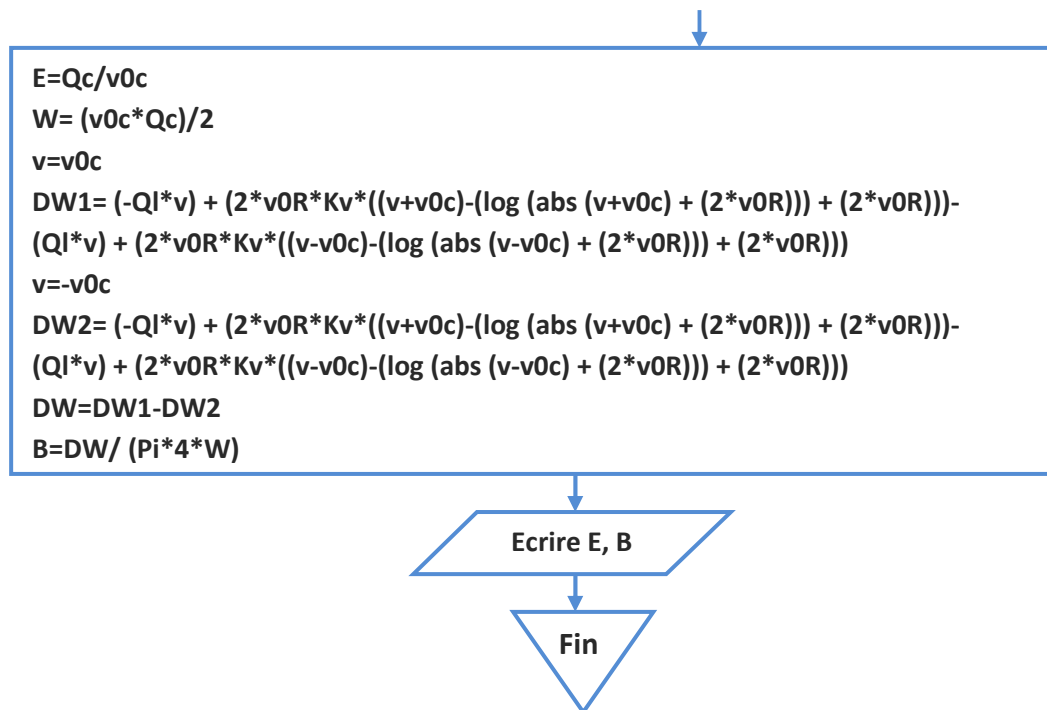 E=Qc/v0c
W= (v0c*Qc)/2
v=v0c
DW1= (-Ql*v) + (2*v0R*Kv*((v+v0c)-(log (abs (v+v0c) + (2*v0R))) + (2*v0R)))-
(Ql*v) + (2*v0R*Kv*((v-v0c)-(log (abs (v-v0c) + (2*v0R))) + (2*v0R)))
v=-v0c
DW2= (-Ql*v) + (2*v0R*Kv*((v+v0c)-(log (abs (v+v0c) + (2*v0R))) + (2*v0R)))-
(Ql*v) + (2*v0R*Kv*((v-v0c)-(log (abs (v-v0c) + (2*v0R))) + (2*v0R)))
DW=DW1-DW2
B=DW/ (Pi*4*W)
Ecrire E, B
Fin